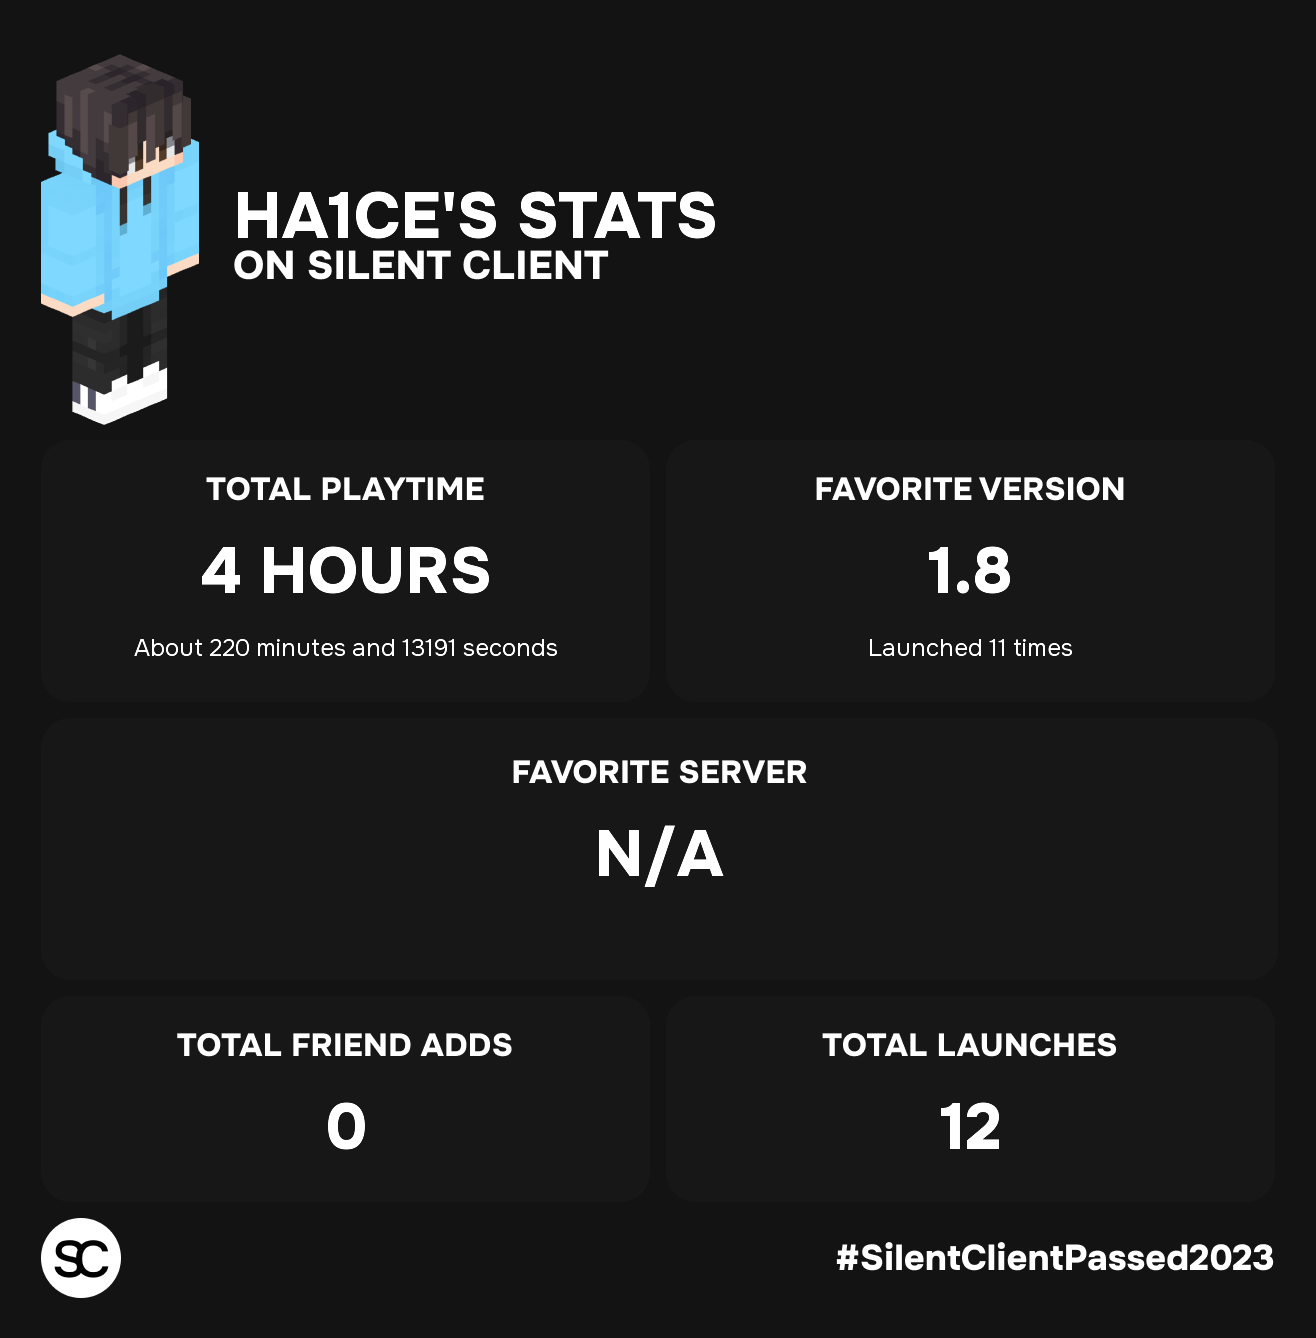 HA1CE'S STATS
ON SILENT CLIENT
TOTAL PLAYTIME
4 HOURS
About 220 minutes and 13191 seconds
FAVORITE VERSION
1.8
Launched 11 times
FAVORITE SERVER
N/A
TOTAL FRIEND ADDS
0
TOTAL LAUNCHES
12
SC
#SilentClientPassed2023